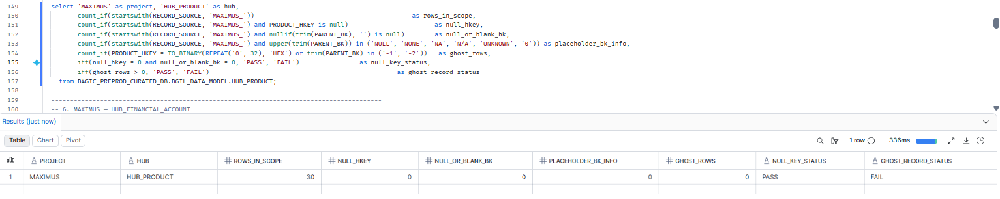 149 select 'MAXIMUS' as project, 'HUB_PRODUCT' as hub,
150 count_if(startswith(RECORD_SOURCE, 'MAXIMUS_')) as rows_in_scope,
151 count_if(startswith(RECORD_SOURCE, 'MAXIMUS_') and PRODUCT_HKEY is null) as null_hkey,
152 count_if(startswith(RECORD_SOURCE, 'MAXIMUS_') and nullif(trim(PARENT_BK), '') is null) as null_or_blank_bk,
153 count_if(startswith(RECORD_SOURCE, 'MAXIMUS_') and upper(trim(PARENT_BK)) in ('NULL', 'NONE', 'NA', 'N/A', 'UNKNOWN', '0')) as placeholder_bk_info,
154 count_if(PRODUCT_HKEY = TO_BINARY(REPEAT('0', 32), 'HEX') or trim(PARENT_BK) in ('-1', '-2')) as ghost_rows,
155 iff(null_hkey = 0 and null_or_blank_bk = 0, 'PASS', 'FAIL') as null_key_status,
156 iff(ghost_rows > 0, 'PASS', 'FAIL') as ghost_record_status
157 from BAGIC_PREPROD_CURATED_DB.BGIL_DATA_MODEL.HUB_PRODUCT;
158
159 ----------------------------------------------------------------------------------------
160 -- 6. MAXIMUS — HUB_FINANCIAL_ACCOUNT
Results (just now)
Table Chart Pivot 1 row 336ms
PROJECT HUB ROWS_IN_SCOPE NULL_HKEY NULL_OR_BLANK_BK PLACEHOLDER_BK_INFO GHOST_ROWS NULL_KEY_STATUS GHOST_RECORD_STATUS
1 MAXIMUS HUB_PRODUCT 30 0 0 0 0 PASS FAIL